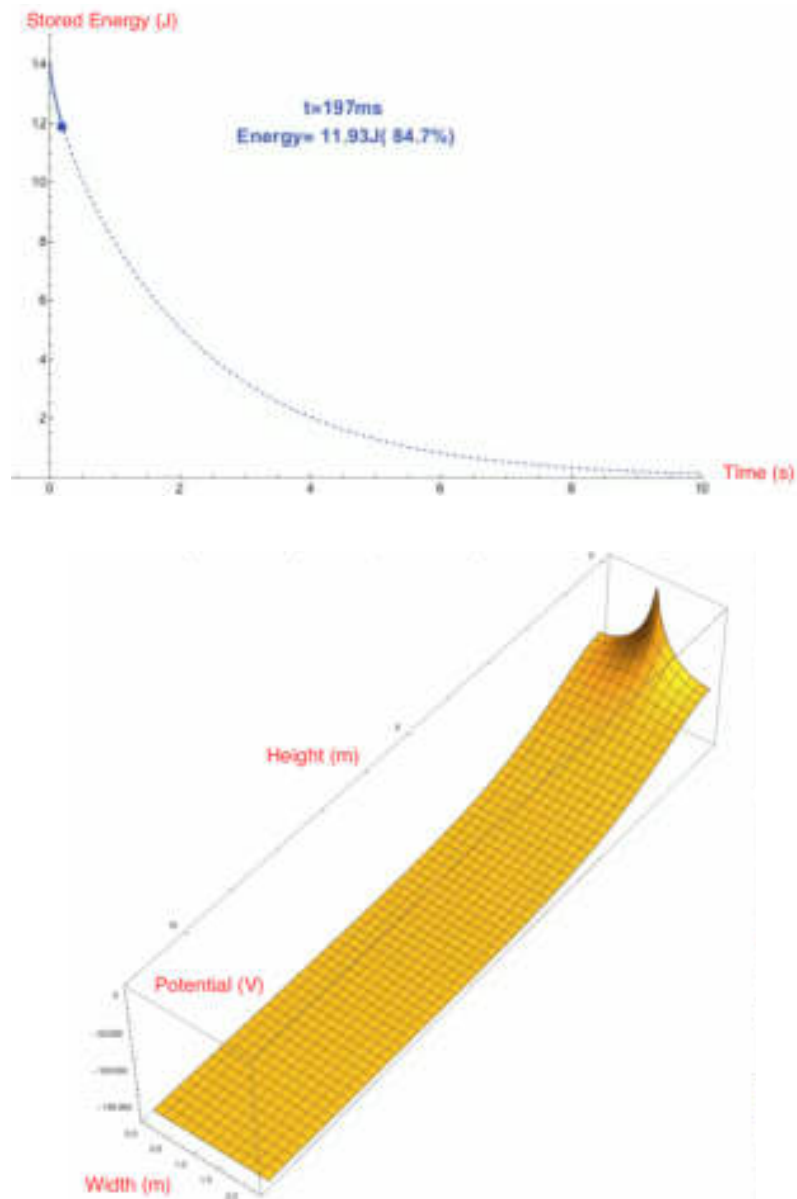 Stored Energy (J)
14
t=197ms
12
Energy= 11.93J( 84.7%)
10
8
6
4
2
0 2 4 6 8 10
Time (s)
Height (m)
Potential (V)
0
Width (m)